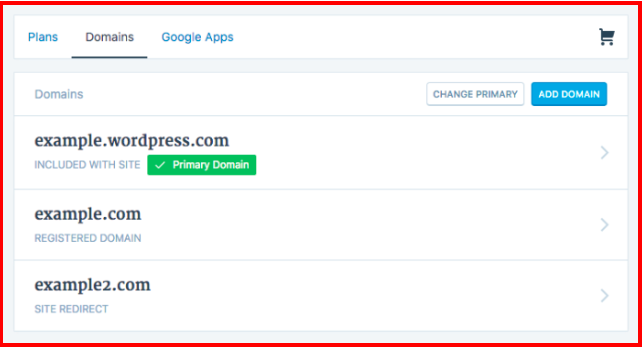 Plans Domains Google Apps
Domains CHANGE PRIMARY ADD DOMAIN
example.wordpress.com
INCLUDED WITH SITE Primary Domain
example.com
REGISTERED DOMAIN
example2.com
SITE REDIRECT